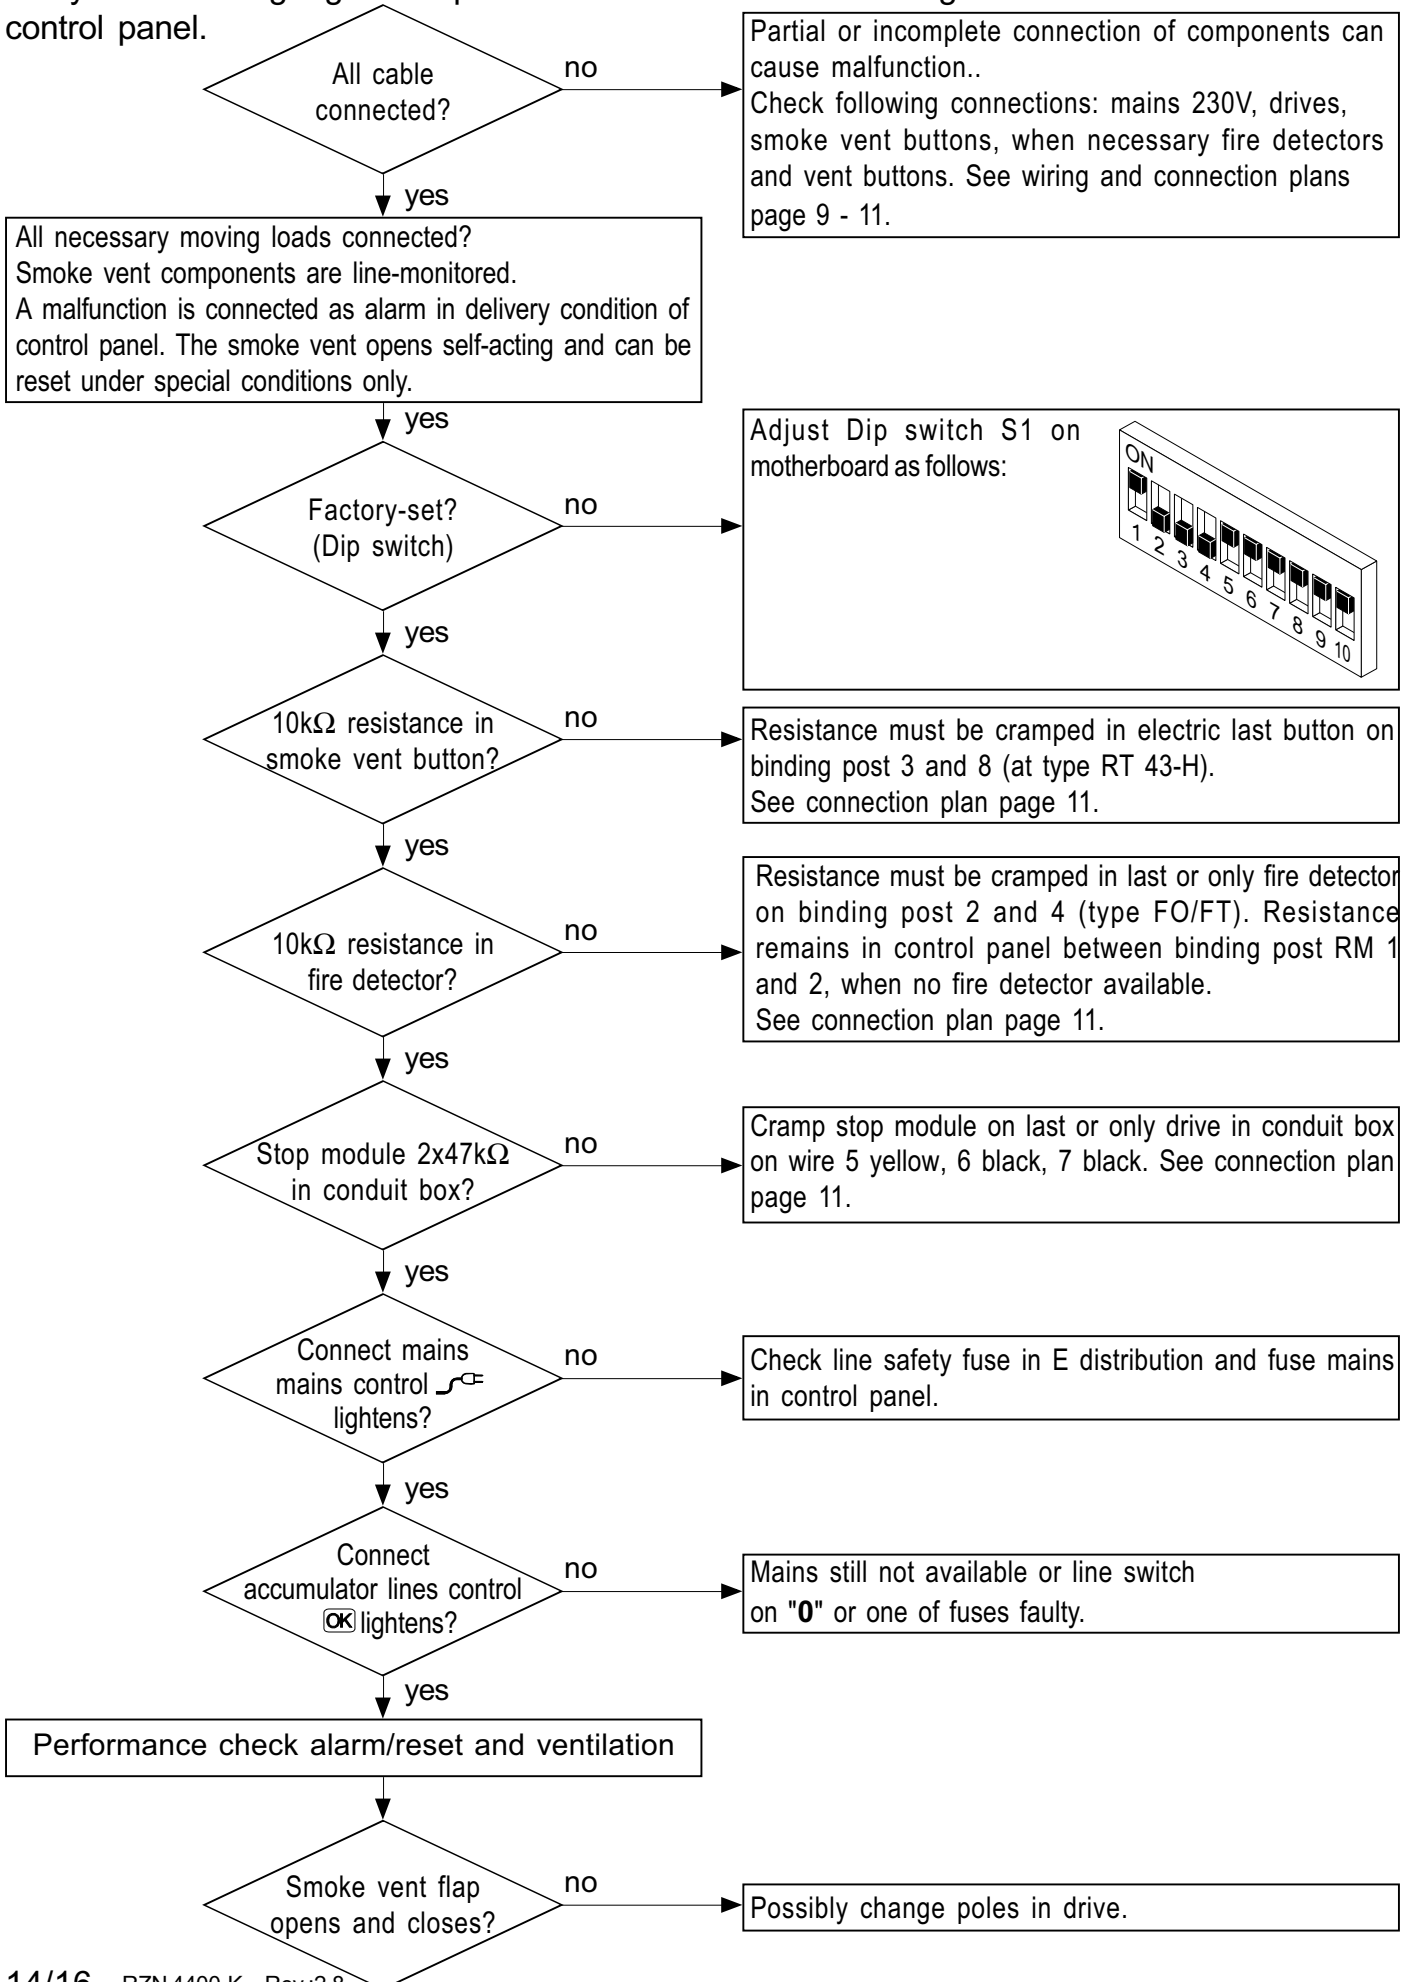 control panel.
All cable
connected?
no
Partial or incomplete connection of components can
cause malfunction..
Check following connections: mains 230V, drives,
smoke vent buttons, when necessary fire detectors
and vent buttons. See wiring and connection plans
page 9 - 11.
yes
All necessary moving loads connected?
Smoke vent components are line-monitored.
A malfunction is connected as alarm in delivery condition of
control panel. The smoke vent opens self-acting and can be
reset under special conditions only.
yes
Factory-set?
(Dip switch)
no
Adjust Dip switch S1 on
motherboard as follows:
ON
1 2 3 4 5 6 7 8 9 10
yes
10kΩ resistance in
smoke vent button?
no
Resistance must be cramped in electric last button on
binding post 3 and 8 (at type RT 43-H).
See connection plan page 11.
yes
10kΩ resistance in
fire detector?
no
Resistance must be cramped in last or only fire detector
on binding post 2 and 4 (type FO/FT). Resistance
remains in control panel between binding post RM 1
and 2, when no fire detector available.
See connection plan page 11.
yes
Stop module 2x47kΩ
in conduit box?
no
Cramp stop module on last or only drive in conduit box
on wire 5 yellow, 6 black, 7 black. See connection plan
page 11.
yes
Connect mains
mains control
lightens?
no
Check line safety fuse in E distribution and fuse mains
in control panel.
yes
Connect
accumulator lines control
OK lightens?
no
Mains still not available or line switch
on "0" or one of fuses faulty.
yes
Performance check alarm/reset and ventilation
Smoke vent flap
opens and closes?
no
Possibly change poles in drive.
14/16 RZN 4400-K